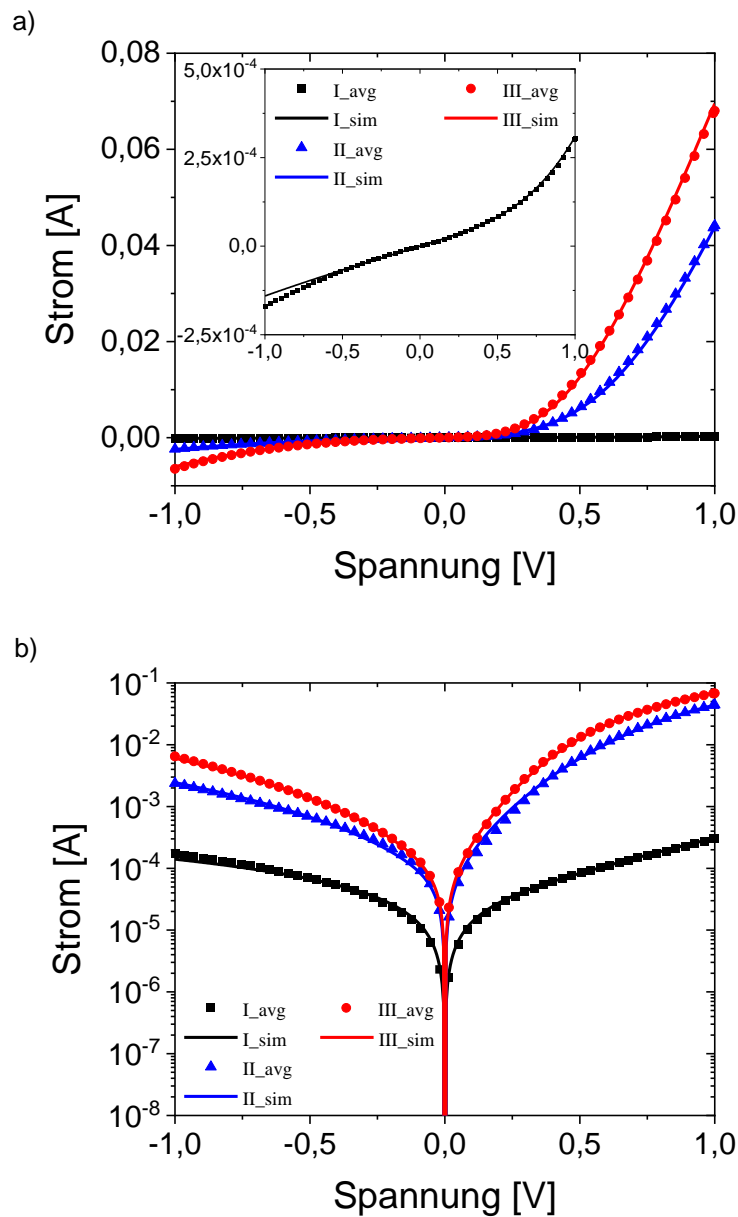 a)
0,08
0,06
0,04
0,02
0,00
Strom [A]
-1,0 -0,5 0,0 0,5 1,0
Spannung [V]
5,0x10-4
2,5x10-4
0,0
-2,5x10-4
-1,0 -0,5 0,0 0,5 1,0
I_avg III_avg
I_sim III_sim
II_avg
II_sim
b)
10-1
10-2
10-3
10-4
10-5
10-6
10-7
10-8
Strom [A]
I_avg III_avg
I_sim III_sim
II_avg
II_sim
-1,0 -0,5 0,0 0,5 1,0
Spannung [V]